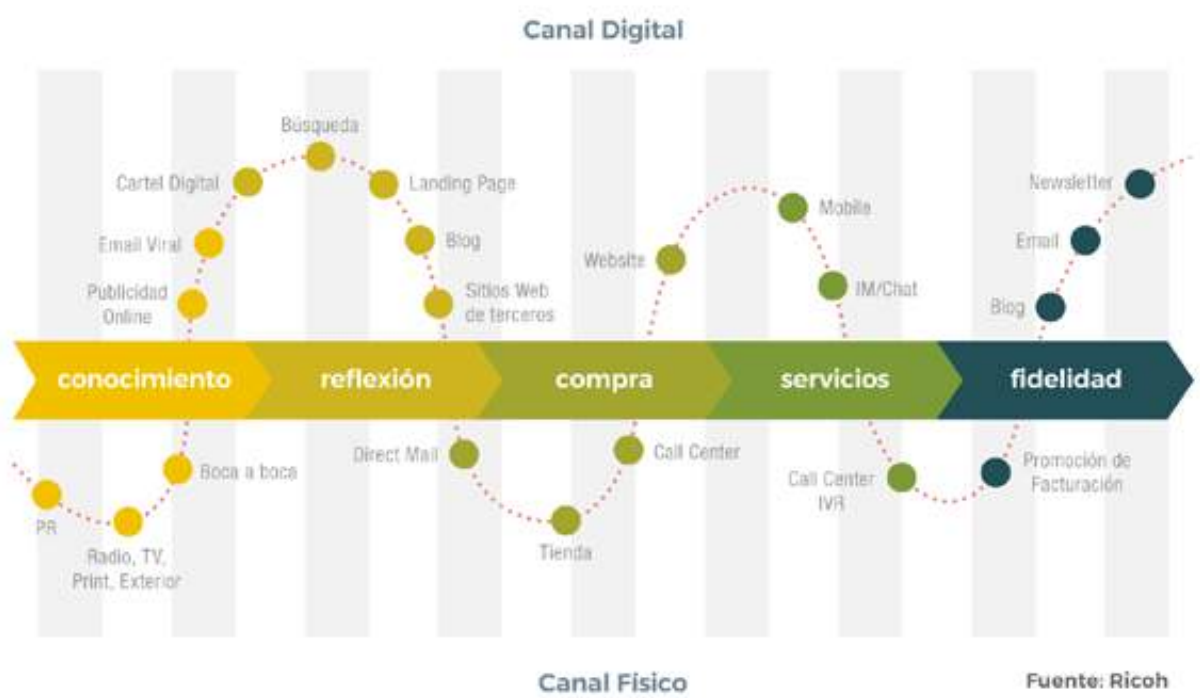 Canal Digital
Búsqueda
Cartel Digital
Landing Page
Newsletter
Mobile
Email Viral
Blog
Email
Website
Publicidad
Online
Sitios Web
de terceros
IM/Chat
Blog
conocimiento
reflexión
compra
servicios
fidelidad
Direct Mail
Call Center
Boca a boca
Call Center
IVR
Promoción de
Facturación
PR
Tienda
Radio, TV,
Print, Exterior
Canal Físico
Fuente: Ricoh